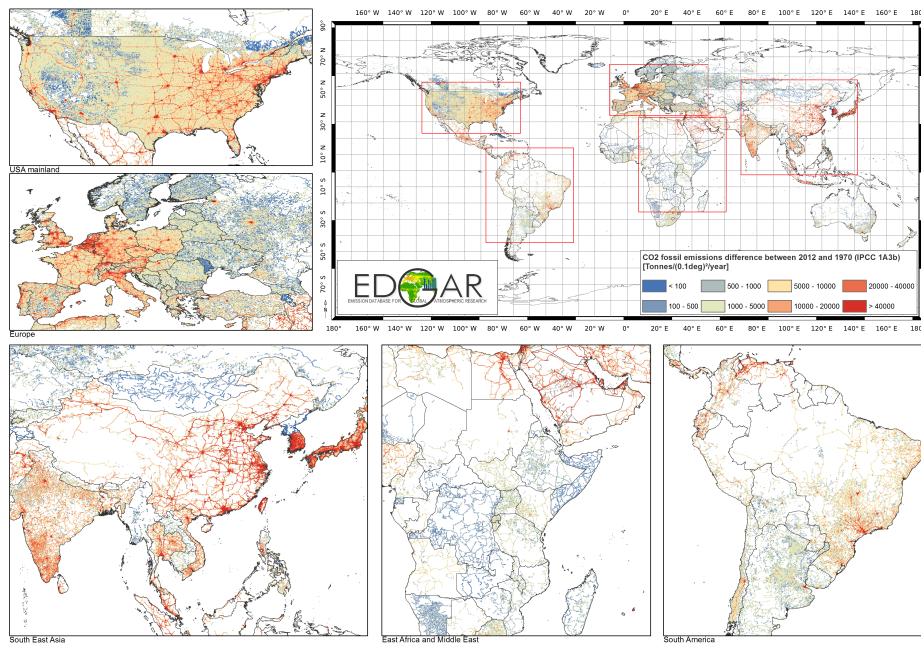 160° W 140° W 120° W 100° W 80° W 60° W 40° W 20° W 0° 20° E 40° E 60° E 80° E 100° E 120° E 140° E 160° E 180
90°
70° N
50° N
30° N
10° N
10° S
30° S
50° S
70° S
USA mainland
Europe
EDGAR
EMISSION DATABASE FOR GLOBAL ATMOSPHERIC RESEARCH
CO2 fossil emissions difference between 2012 and 1970 (IPCC 1A3b)
[Tonnes/(0.1deg)²/year]
< 100 500 - 1000 5000 - 10000 20000 - 40000
100 - 500 1000 - 5000 10000 - 20000 > 40000
180° W 160° W 140° W 120° W 100° W 80° W 60° W 40° W 20° W 0° 20° E 40° E 60° E 80° E 100° E 120° E 140° E 160° E 180
South East Asia
East Africa and Middle East
South America